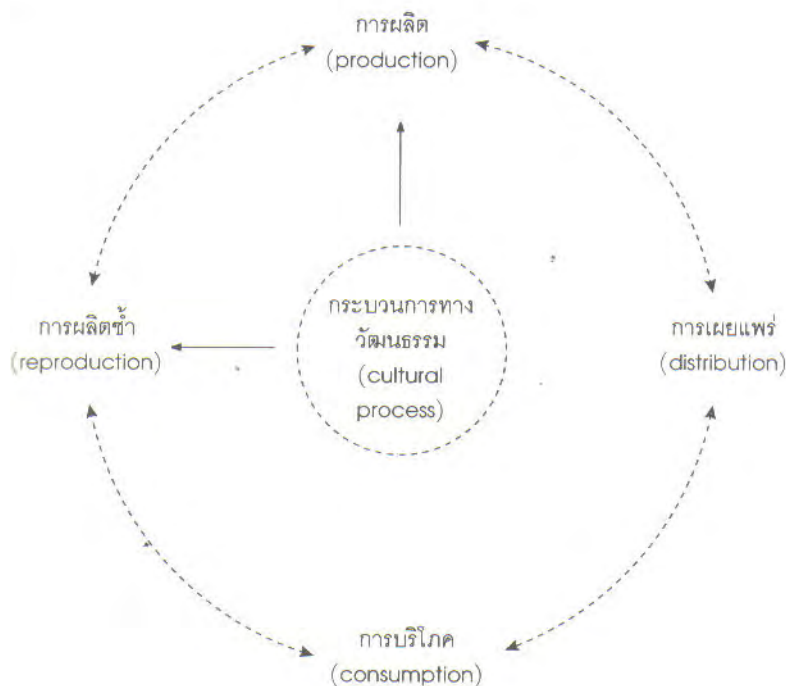 การผลิต
(production)
กระบวนการทาง
วัฒนธรรม
(cultural
process)
การผลิตซ้ำ
(reproduction)
การเผยแพร่
(distribution)
การบริโภค
(consumption)